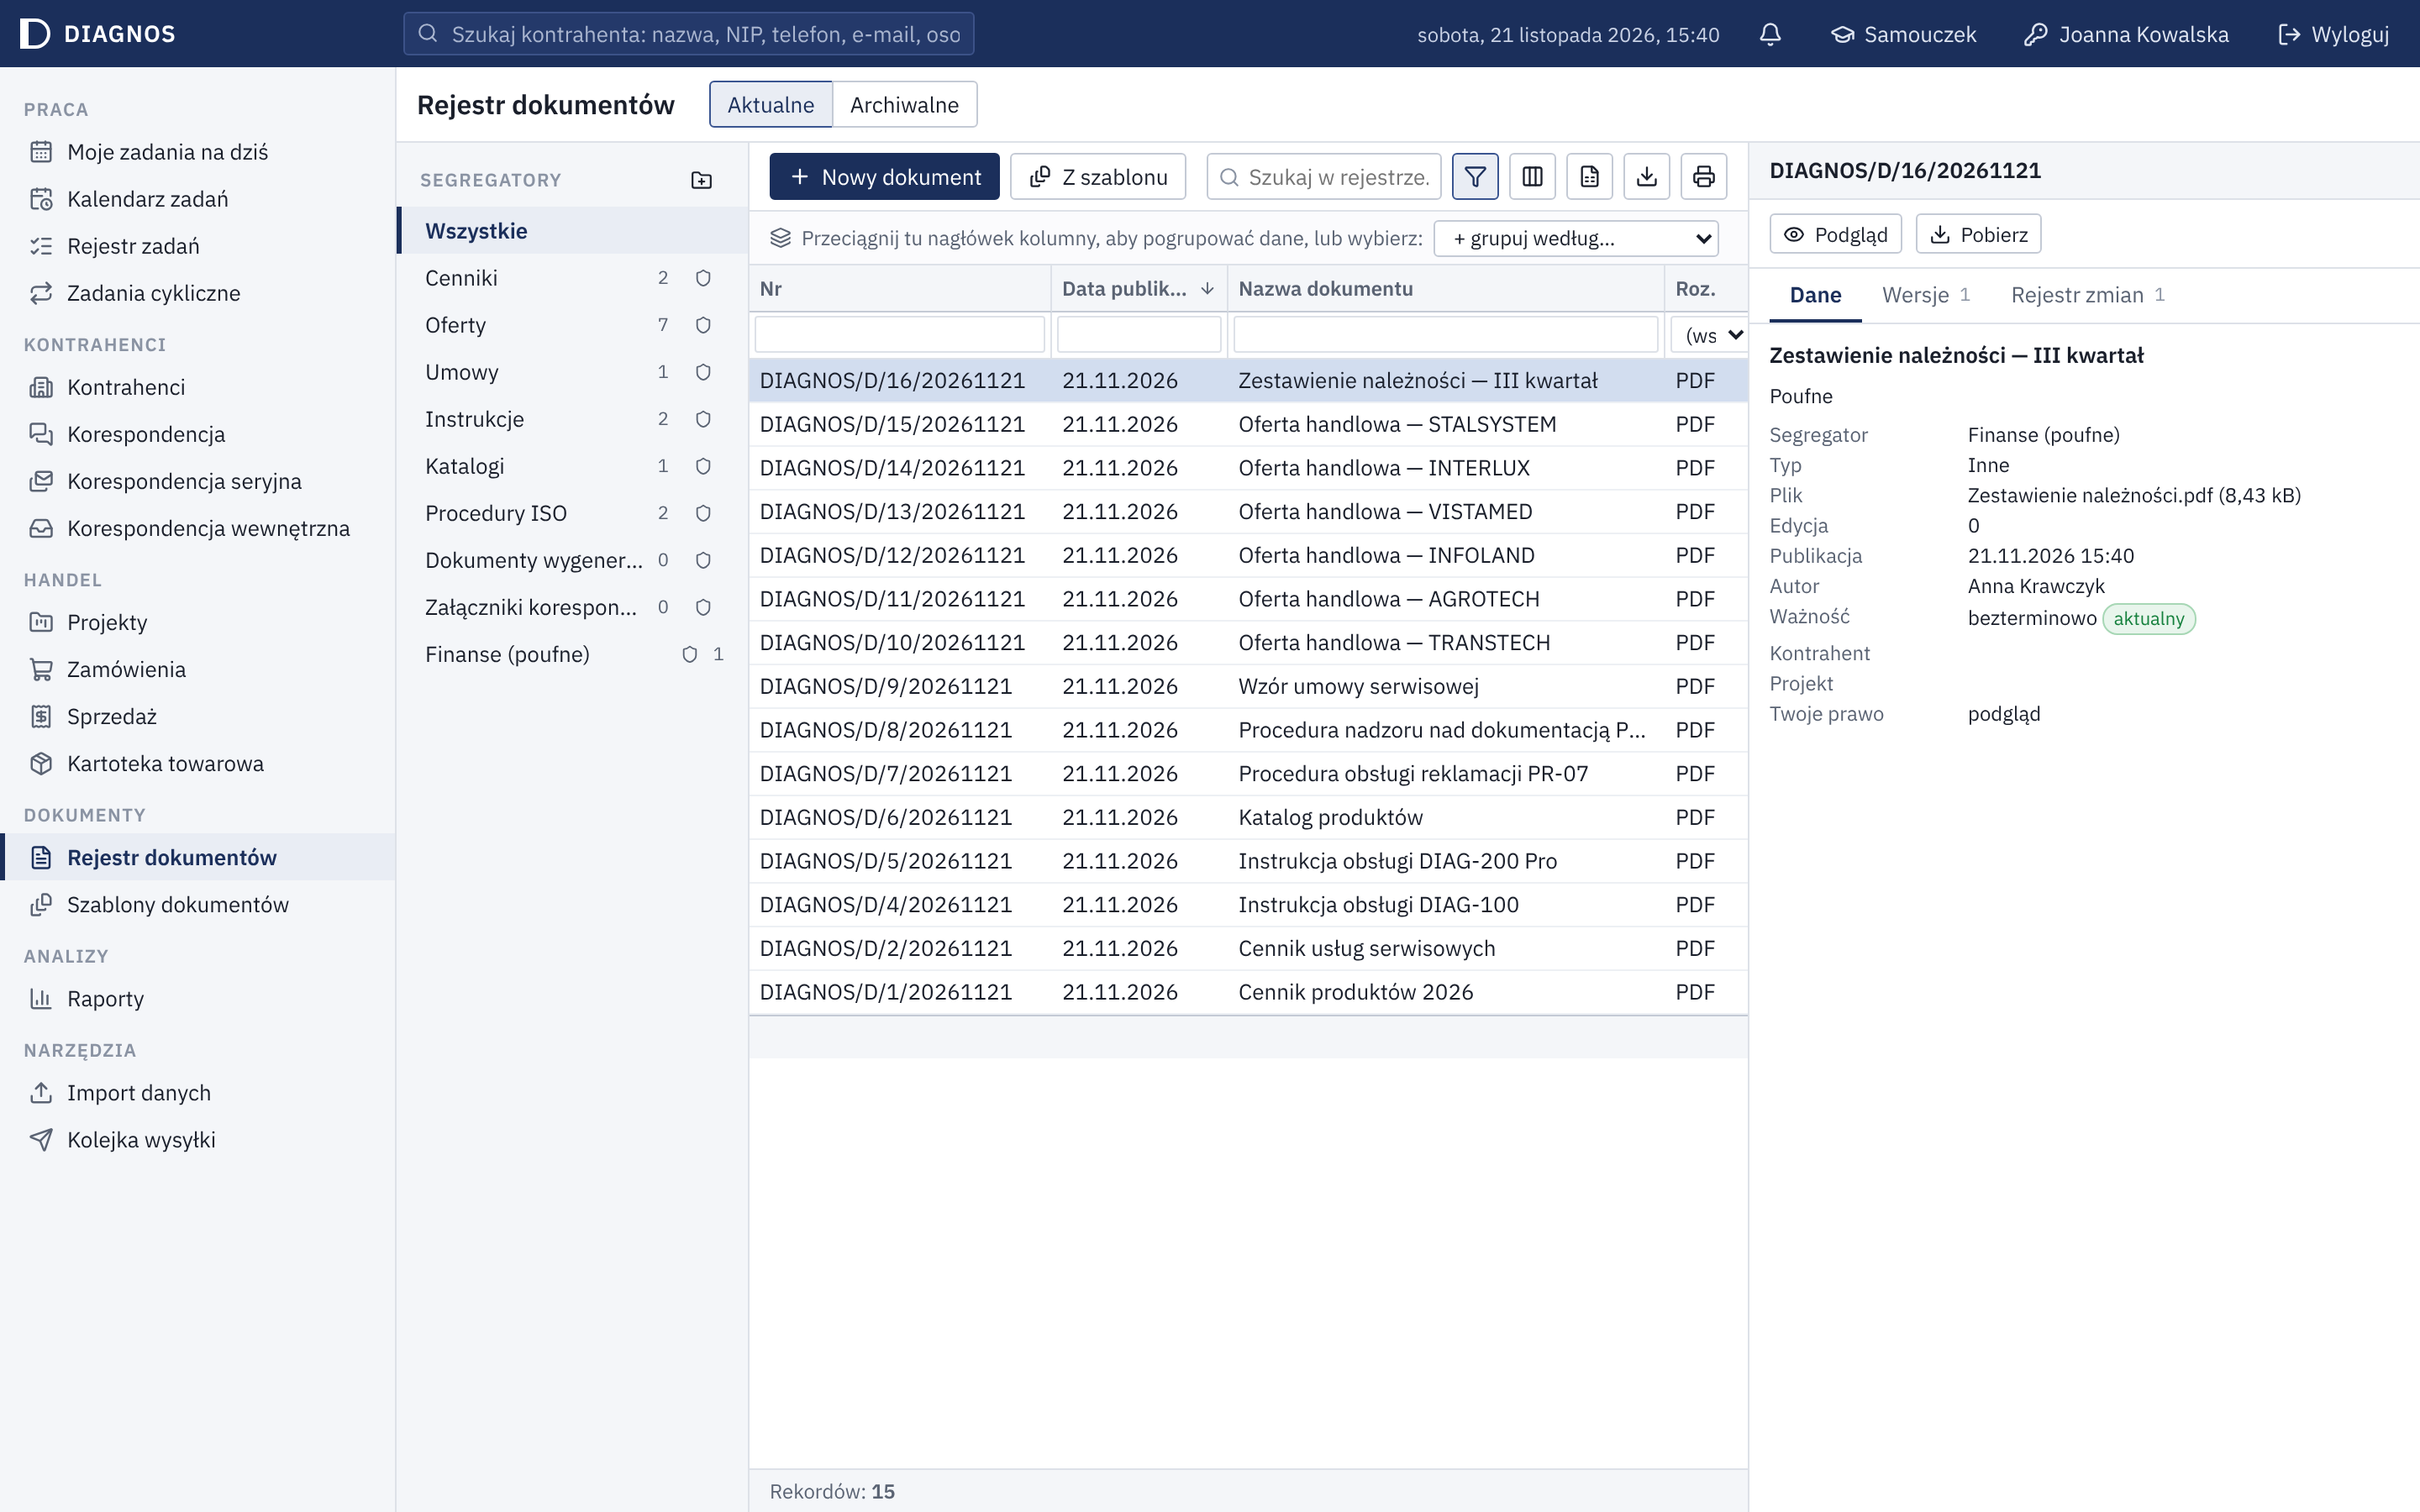 DIAGNOS
Szukaj kontrahenta: nazwa, NIP, telefon, e-mail, oso
sobota, 21 listopada 2026, 15:40
Samouczek
Joanna Kowalska
Wyloguj
PRACA
Moje zadania na dziś
Kalendarz zadań
Rejestr zadań
Zadania cykliczne
KONTRAHENCI
Kontrahenci
Korespondencja
Korespondencja seryjna
Korespondencja wewnętrzna
HANDEL
Projekty
Zamówienia
Sprzedaż
Kartoteka towarowa
DOKUMENTY
Rejestr dokumentów
Szablony dokumentów
ANALIZY
Raporty
NARZĘDZIA
Import danych
Kolejka wysyłki
Rejestr dokumentów
Aktualne
Archiwalne
SEGREGATORY
Wszystkie
Cenniki 2
Oferty 7
Umowy 1
Instrukcje 2
Katalogi 1
Procedury ISO 2
Dokumenty wygener... 0
Załączniki korespon... 0
Finanse (poufne) 1
+ Nowy dokument
Z szablonu
Szukaj w rejestrze.
Przeciągnij tu nagłówek kolumny, aby pogrupować dane, lub wybierz: + grupuj według...
Nr Data publik... Nazwa dokumentu Roz.
(ws
DIAGNOS/D/16/20261121 21.11.2026 Zestawienie należności — III kwartał PDF
DIAGNOS/D/15/20261121 21.11.2026 Oferta handlowa — STALSYSTEM PDF
DIAGNOS/D/14/20261121 21.11.2026 Oferta handlowa — INTERLUX PDF
DIAGNOS/D/13/20261121 21.11.2026 Oferta handlowa — VISTAMED PDF
DIAGNOS/D/12/20261121 21.11.2026 Oferta handlowa — INFOLAND PDF
DIAGNOS/D/11/20261121 21.11.2026 Oferta handlowa — AGROTECH PDF
DIAGNOS/D/10/20261121 21.11.2026 Oferta handlowa — TRANSTECH PDF
DIAGNOS/D/9/20261121 21.11.2026 Wzór umowy serwisowej PDF
DIAGNOS/D/8/20261121 21.11.2026 Procedura nadzoru nad dokumentacją P... PDF
DIAGNOS/D/7/20261121 21.11.2026 Procedura obsługi reklamacji PR-07 PDF
DIAGNOS/D/6/20261121 21.11.2026 Katalog produktów PDF
DIAGNOS/D/5/20261121 21.11.2026 Instrukcja obsługi DIAG-200 Pro PDF
DIAGNOS/D/4/20261121 21.11.2026 Instrukcja obsługi DIAG-100 PDF
DIAGNOS/D/2/20261121 21.11.2026 Cennik usług serwisowych PDF
DIAGNOS/D/1/20261121 21.11.2026 Cennik produktów 2026 PDF
Rekordów: 15
DIAGNOS/D/16/20261121
Podgląd
Pobierz
Dane
Wersje 1
Rejestr zmian 1
Zestawienie należności — III kwartał
Poufne
Segregator Finanse (poufne)
Typ Inne
Plik Zestawienie należności.pdf (8,43 kB)
Edycja 0
Publikacja 21.11.2026 15:40
Autor Anna Krawczyk
Ważność bezterminowo aktualny
Kontrahent
Projekt
Twoje prawo podgląd